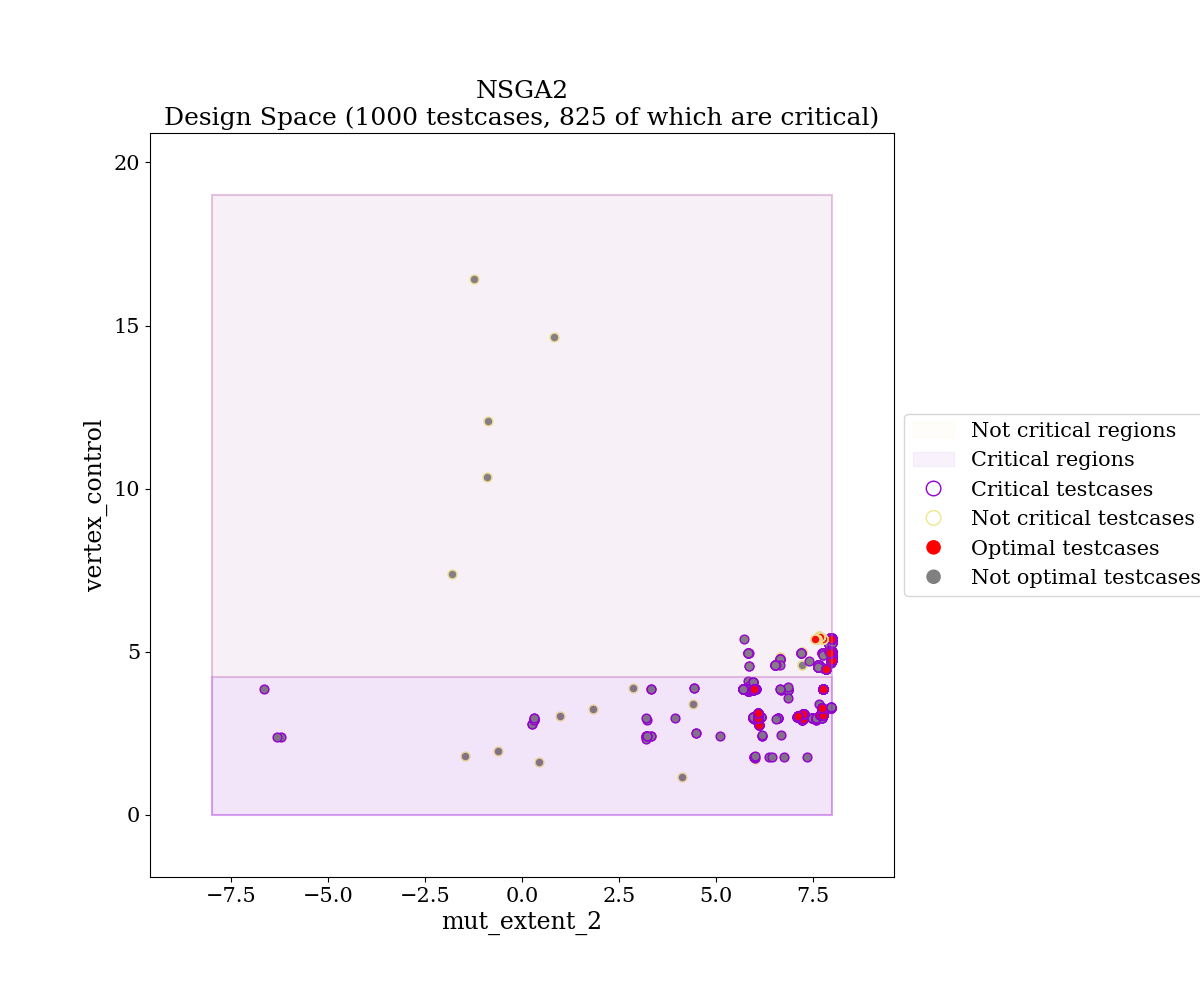 NSGA2
Design Space (1000 testcases, 825 of which are critical)
20
15
10
5
0
vertex_control
−7.5
−5.0
−2.5
0.0
2.5
5.0
7.5
mut_extent_2
Not critical regions
Critical regions
Critical testcases
Not critical testcases
Optimal testcases
Not optimal testcases